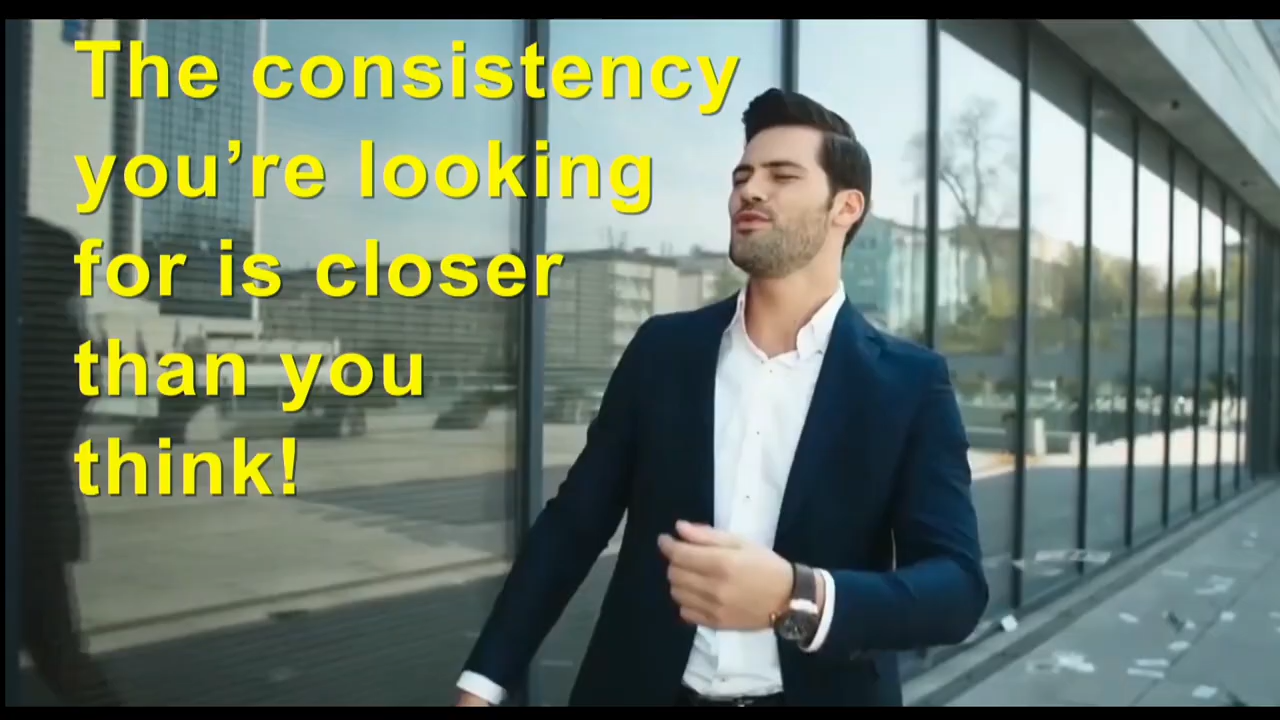 The consistency
you’re looking
for is closer
than you
think!